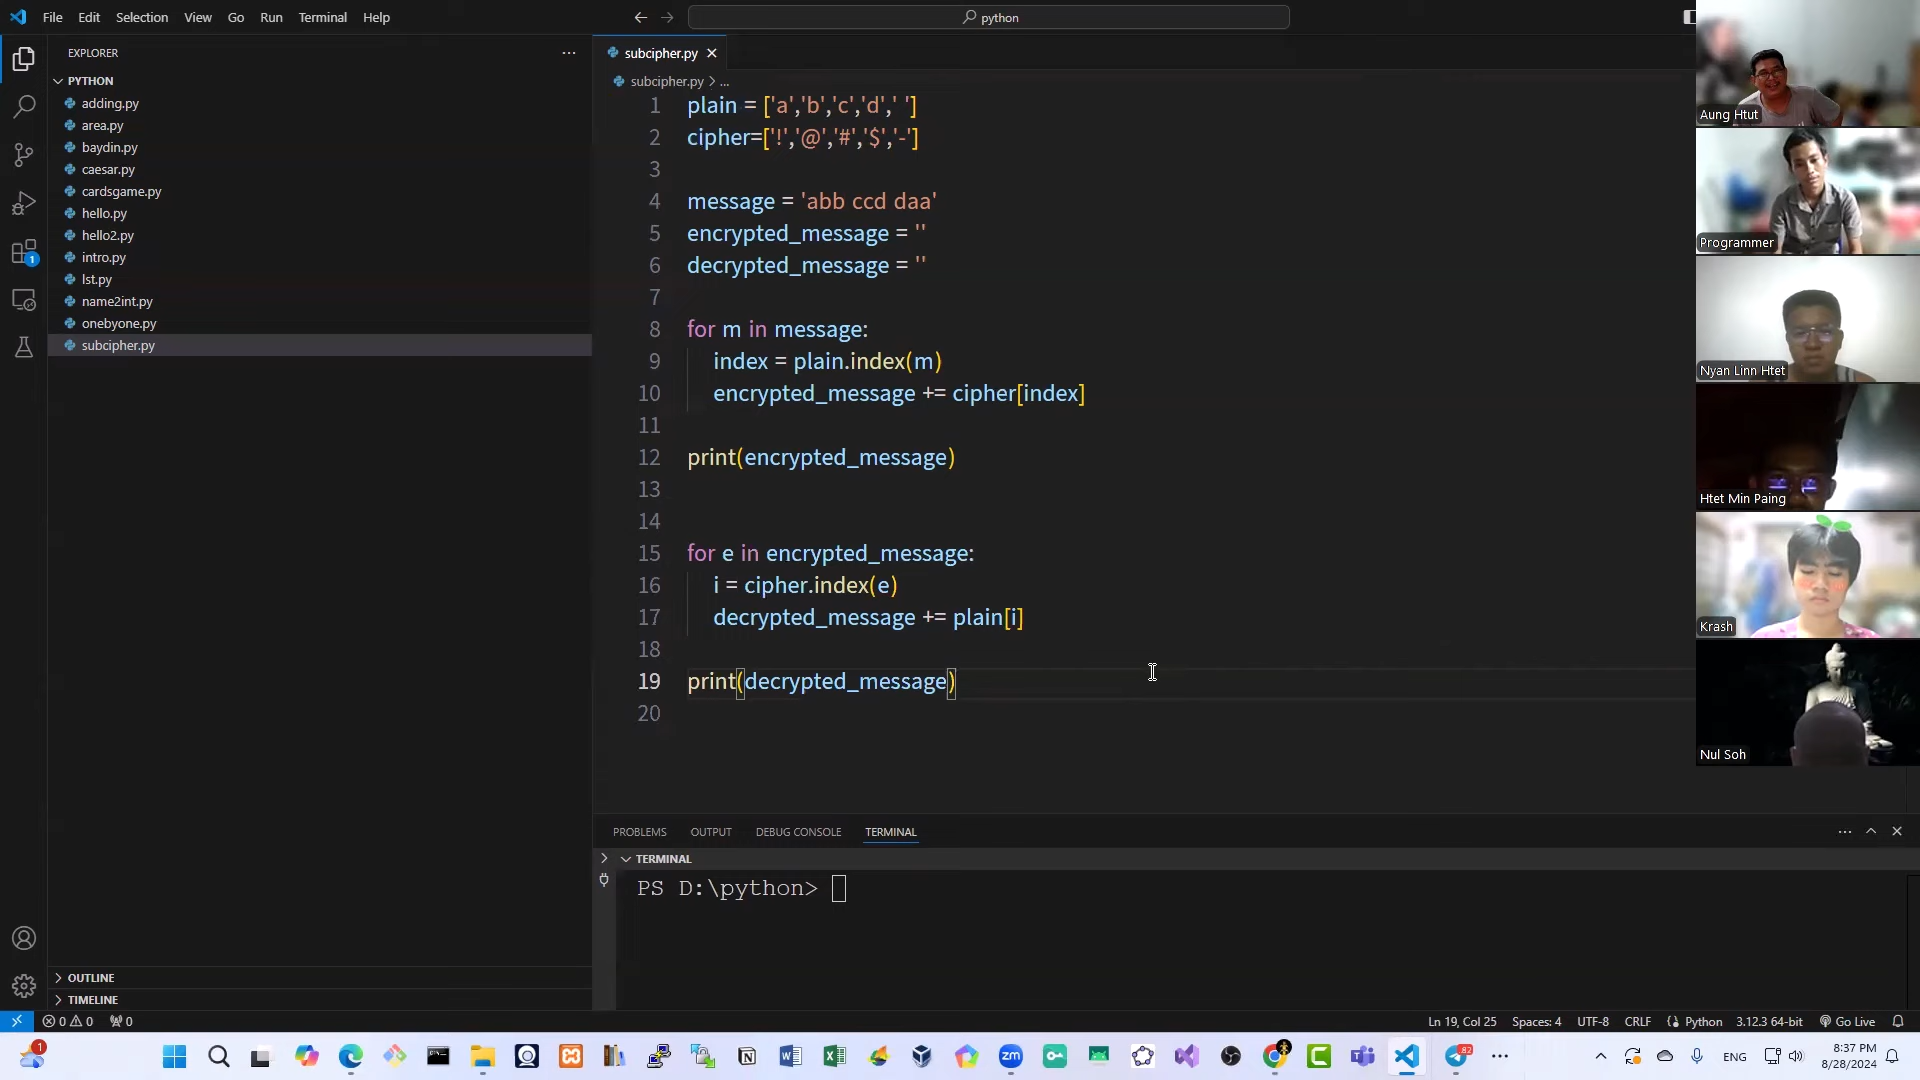 File Edit Selection View Go Run Terminal Help
python
EXPLORER
PYTHON
adding.py
area.py
baydin.py
caesar.py
cardsgame.py
hello.py
hello2.py
intro.py
lst.py
name2int.py
onebyone.py
subcipher.py
OUTLINE
TIMELINE
1
subcipher.py
subcipher.py > ...
1 plain = ['a','b','c','d',' ']
2 cipher=['!','@','#','$','-']
3
4 message = 'abb ccd daa'
5 encrypted_message = ''
6 decrypted_message = ''
7
8 for m in message:
9 index = plain.index(m)
10 encrypted_message += cipher[index]
11
12 print(encrypted_message)
13
14
15 for e in encrypted_message:
16 i = cipher.index(e)
17 decrypted_message += plain[i]
18
19 print(decrypted_message)
20
PROBLEMS OUTPUT DEBUG CONSOLE TERMINAL
TERMINAL
PS D:\python>
Aung Htut
Programmer
Nyan Linn Htet
Htet Min Paing
Krash
Nul Soh
0 0 0
Ln 19, Col 25 Spaces: 4 UTF-8 CRLF Python 3.12.3 64-bit Go Live
1
zm
82
ENG
8:37 PM
8/28/2024